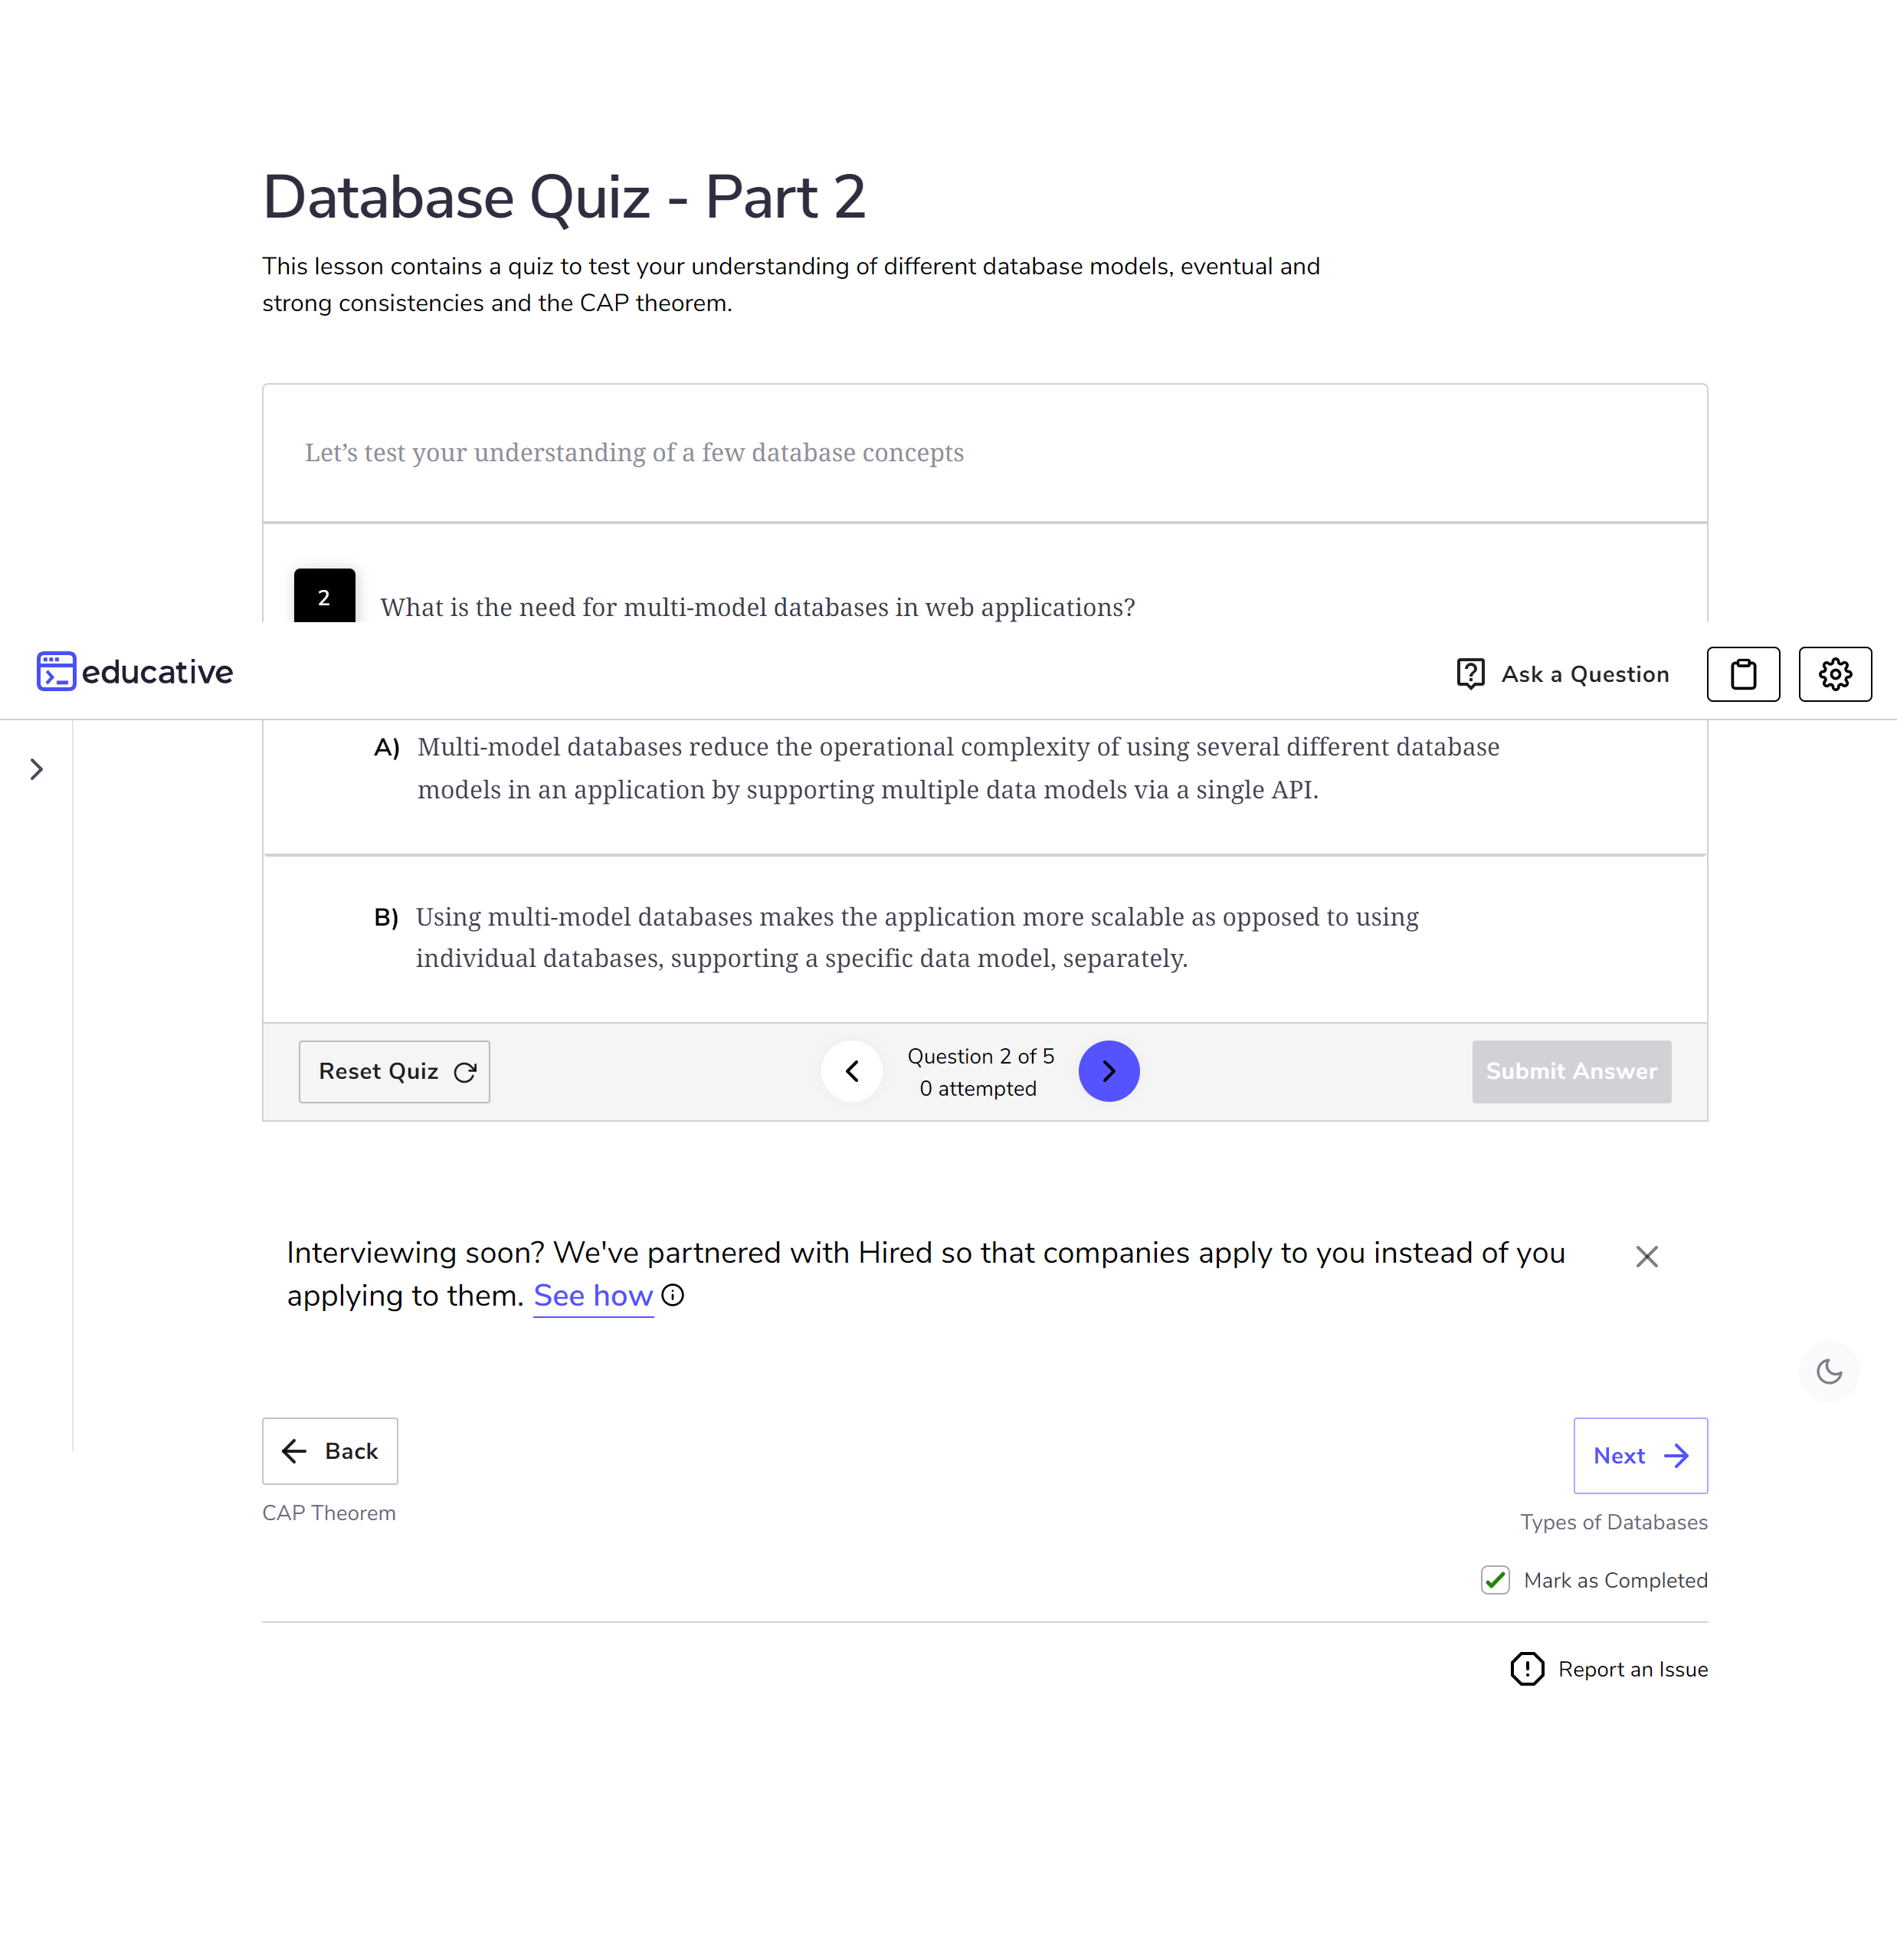 Database Quiz - Part 2
This lesson contains a quiz to test your understanding of different database models, eventual and
strong consistencies and the CAP theorem.
Let’s test your understanding of a few database concepts
2
What is the need for multi-model databases in web applications?
educative
Ask a Question
A) Multi-model databases reduce the operational complexity of using several different database
models in an application by supporting multiple data models via a single API.
B) Using multi-model databases makes the application more scalable as opposed to using
individual databases, supporting a specific data model, separately.
Reset Quiz
Question 2 of 5
0 attempted
Submit Answer
Interviewing soon? We've partnered with Hired so that companies apply to you instead of you
applying to them. See how
Back
Next
CAP Theorem
Types of Databases
Mark as Completed
Report an Issue